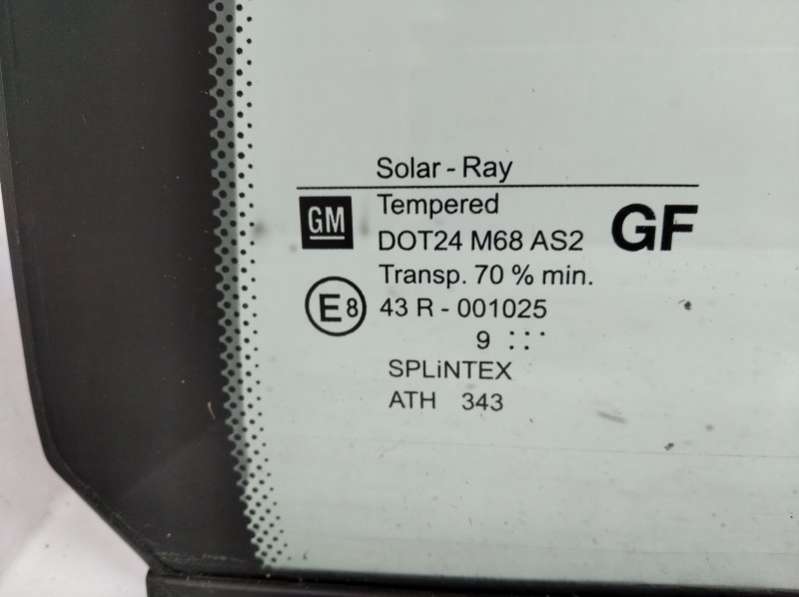 Solar - Ray
GM Tempered
DOT24 M68 AS2 GF
Transp. 70 % min.
E8 43 R - 001025
9 :::·
SPLiNTEX
ATH 343